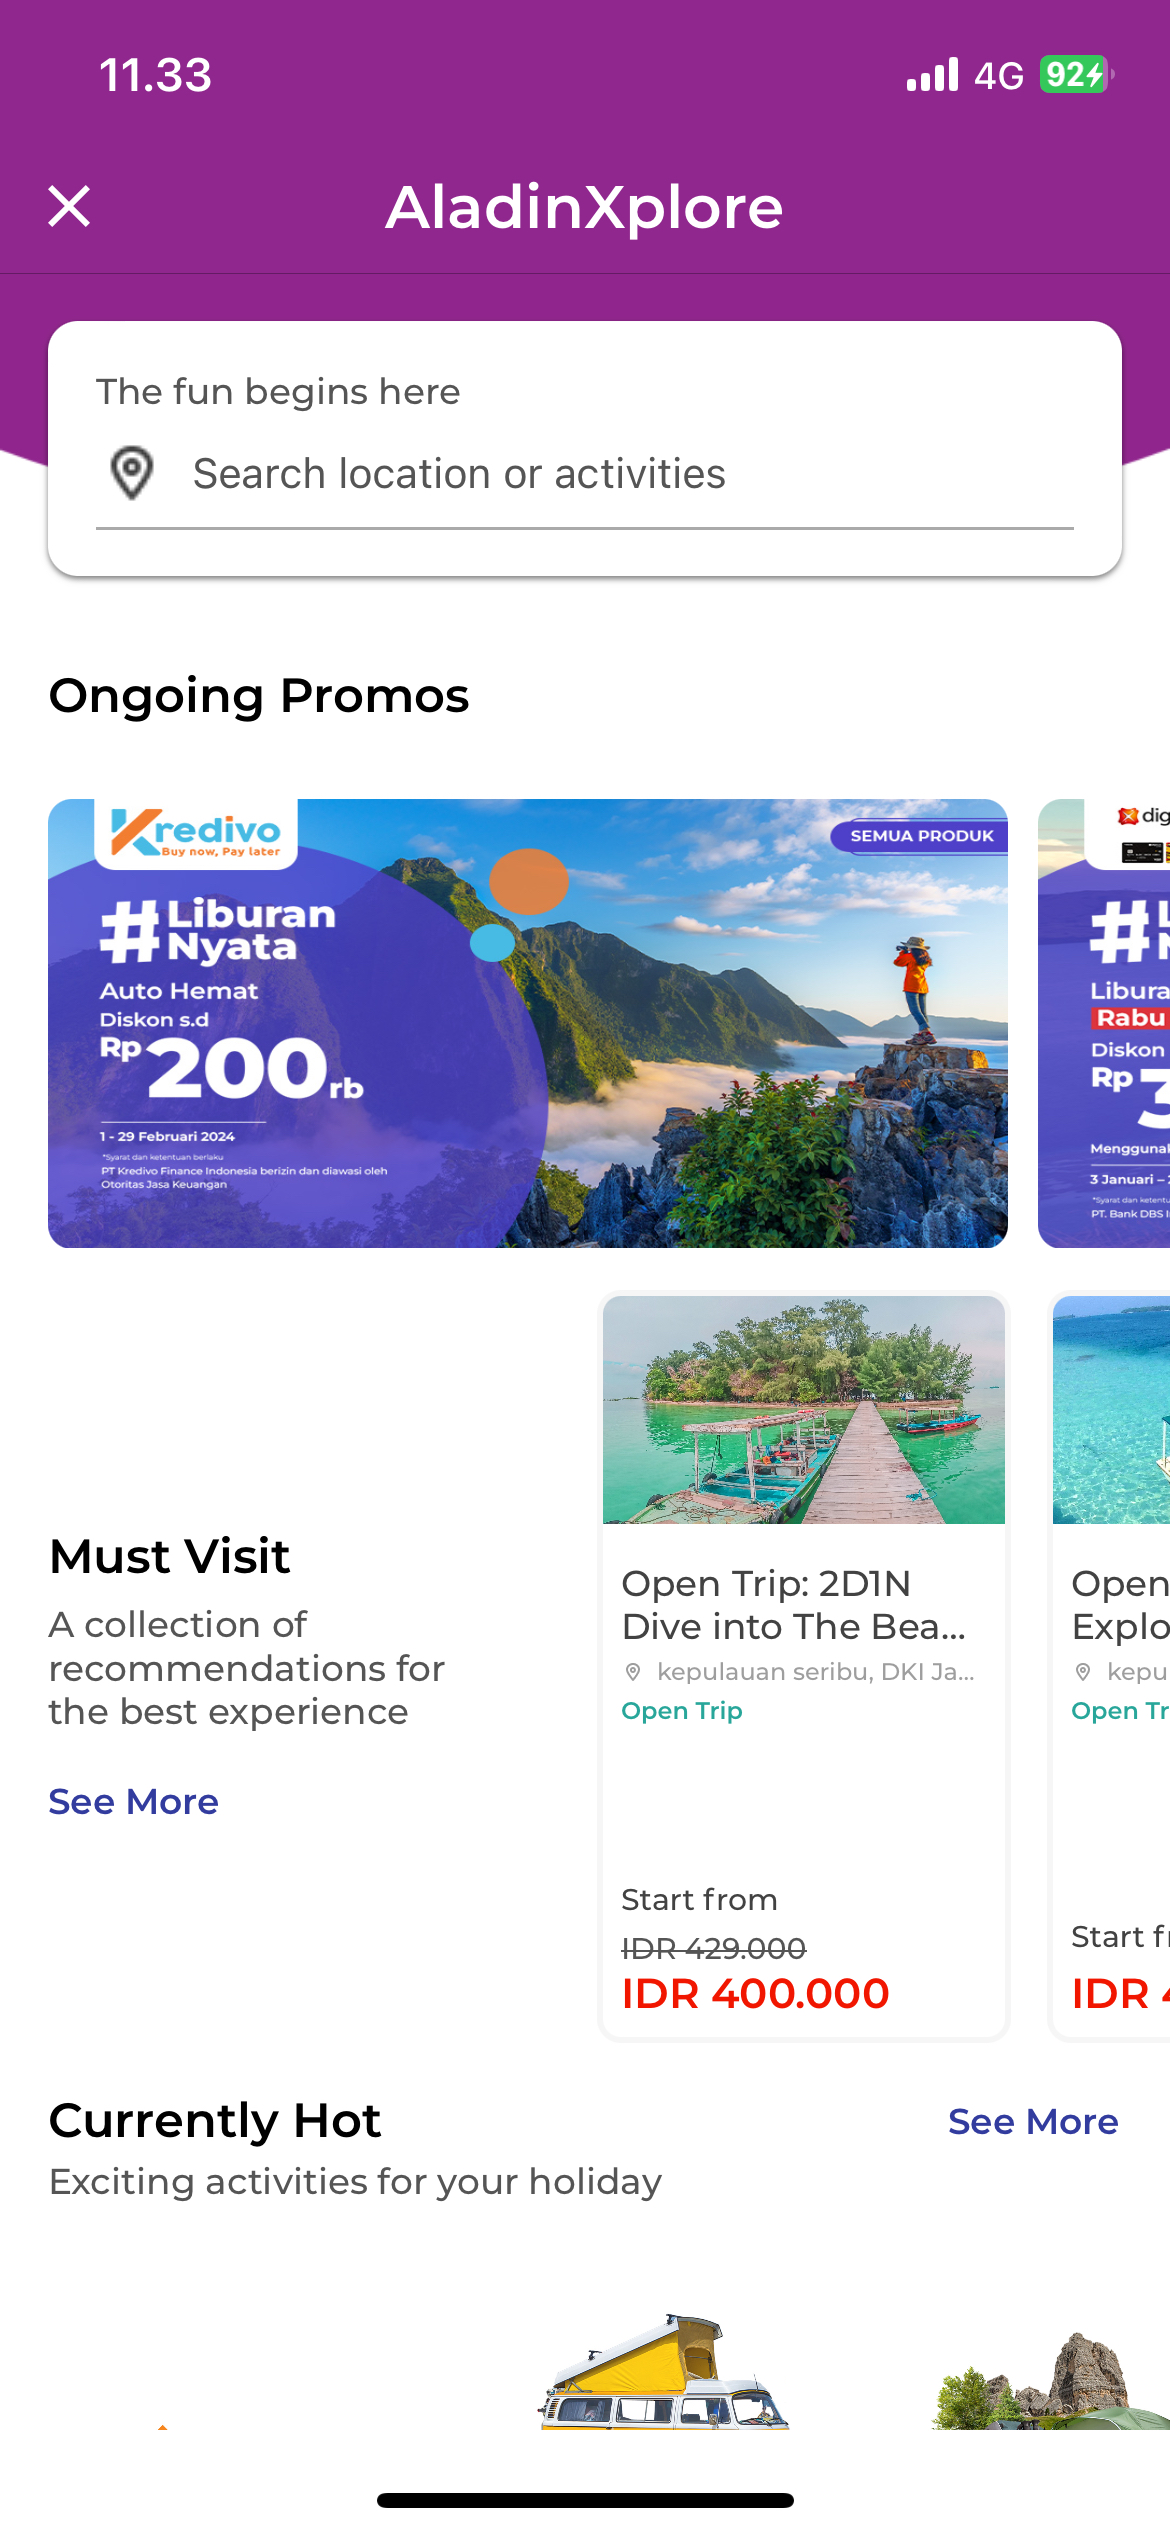 11.33
4G
92
AladinXplore
The fun begins here
Search location or activities
Ongoing Promos
Kredivo
Buy now, Pay later
SEMUA PRODUK
#Liburan
Nyata
Auto Hemat
Diskon s.d
Rp200rb
1 - 29 Februari 2024
*Syarat dan ketentuan berlaku
PT Kredivo Finance Indonesia berizin dan diawasi oleh
Otoritas Jasa Keuangan
dig
#L
N
Libura
Rabu
Diskon
Rp 3
Menggunak
3 Januari –
*Syarat dan ketentu
PT. Bank DBS I
Must Visit
A collection of
recommendations for
the best experience
See More
Open Trip: 2D1N
Dive into The Bea...
kepulauan seribu, DKI Ja...
Open Trip
Start from
IDR 429.000
IDR 400.000
Open
Explo
kepu
Open Tr
Start fr
IDR 4
Currently Hot
See More
Exciting activities for your holiday